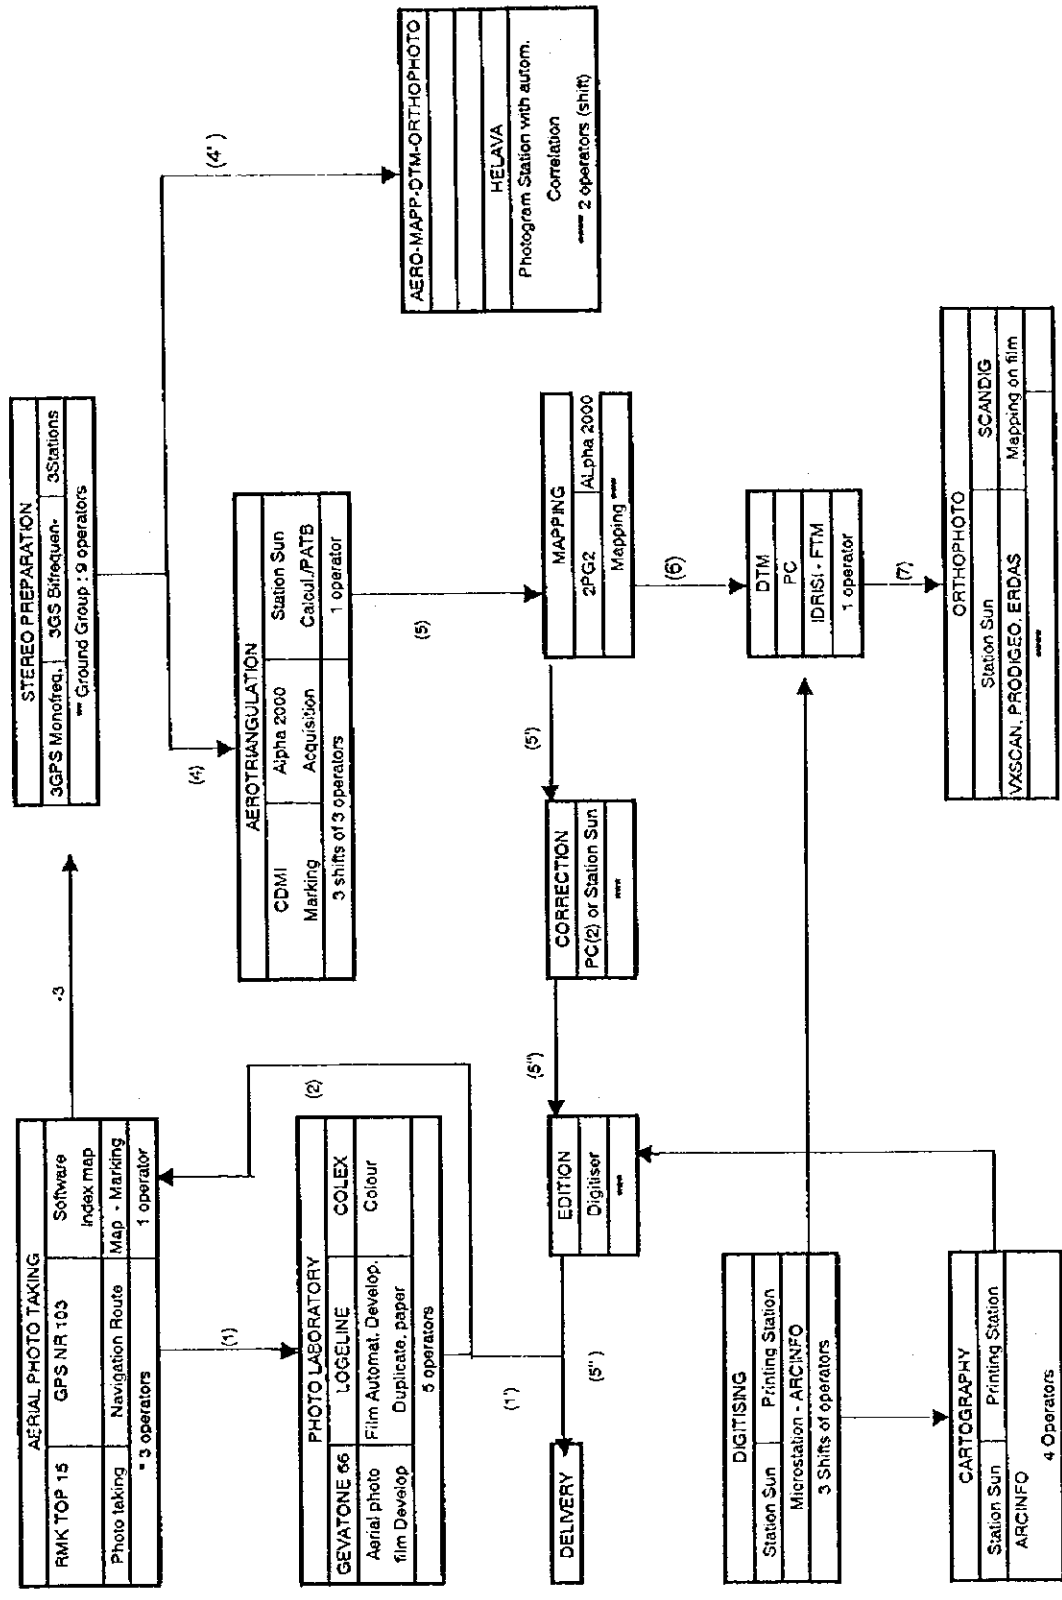 AERIAL PHOTO TAKING
RMK TOP 15 GPS NR 103 Software
Index map
Photo taking Navigation Route Map - Marking
* 3 operators 1 operator
-3
STEREO PREPARATION
3GPS Monofreq. 3GS Bifrequen- 3Stations
** Ground Group : 9 operators
(1)
(2)
(4)
(4')
PHOTO LABORATORY
GEVATONE 66 LOGELINE COLEX
Aerial photo Film Automat. Develop. Colour
film Develop Duplicate. paper
5 operators
AEROTRIANGULATION
CDMI Alpha 2000 Station Sun
Marking Acquisition Calcul./PATB
3 shifts of 3 operators 1 operator
AERO-MAPP-DTM-ORTHOPHOTO
HELAVA
Photogram Station with autom.
Correlation
**** 2 operators (shift)
(1')
(5")
(5)
DELIVERY
EDITION
Digitiser
***
(5")
CORRECTION
PC(2) or Station Sun
***
(5')
MAPPING
2PG2 ALpha 2000
Mapping ***
(6)
DIGITISING
Station Sun Printing Station
Microstation - ARCINFO
3 Shifts of operators
DTM
PC
IDRISI - FTM
1 operator
(7)
CARTOGRAPHY
Station Sun Printing Station
ARCINFO
4 Operators
ORTHOPHOTO
Station Sun SCANDIG
VXSCAN, PRODIGEO, ERDAS Mapping on film
****